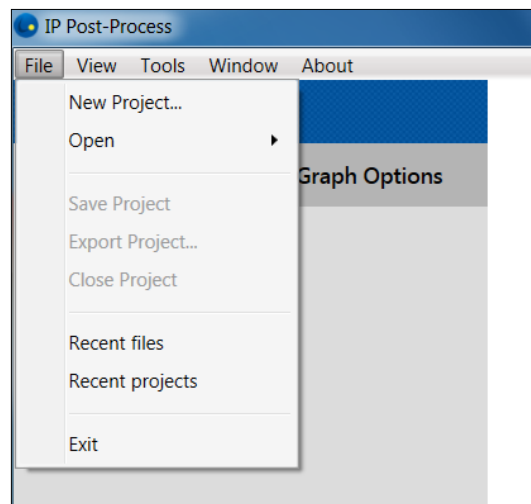 IP Post-Process
File View Tools Window About
New Project...
Open
Graph Options
Save Project
Export Project...
Close Project
Recent files
Recent projects
Exit